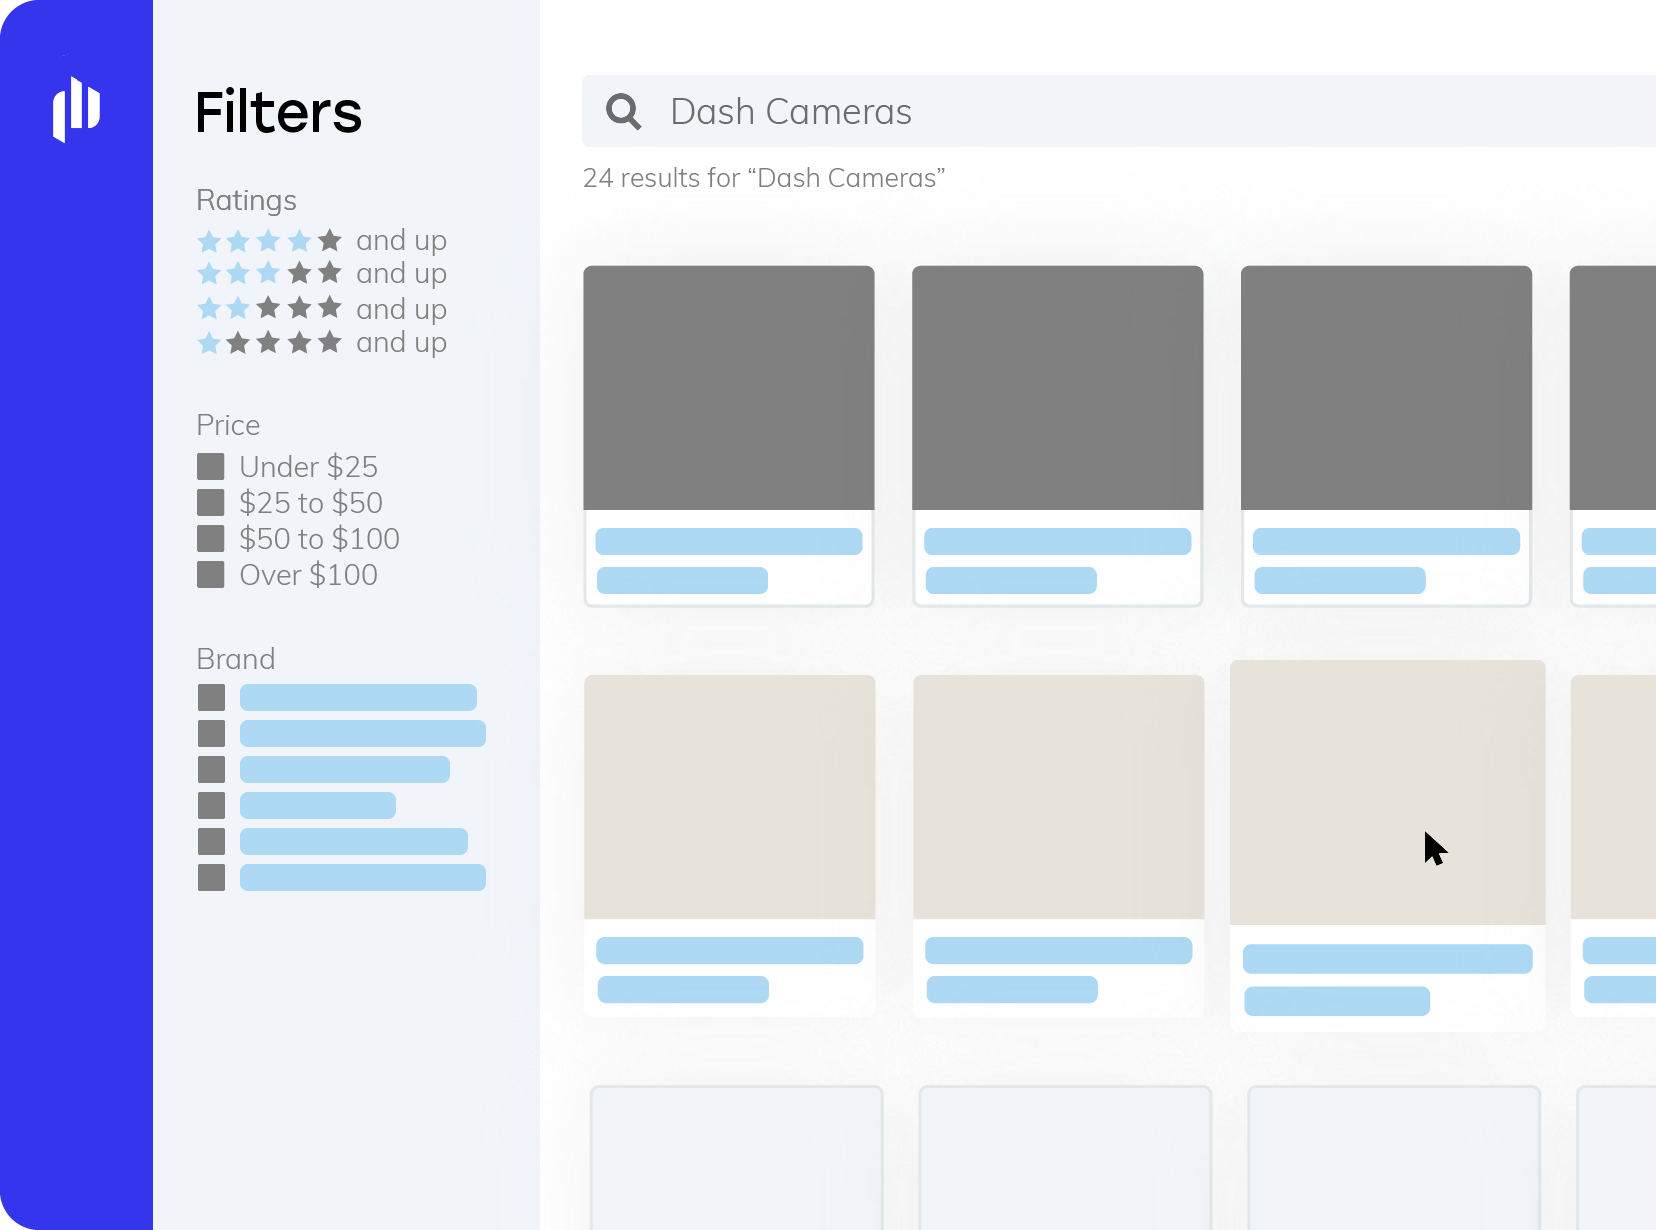 Filters
Ratings
and up
and up
and up
and up
Price
Under $25
$25 to $50
$50 to $100
Over $100
Brand
Dash Cameras
24 results for “Dash Cameras”